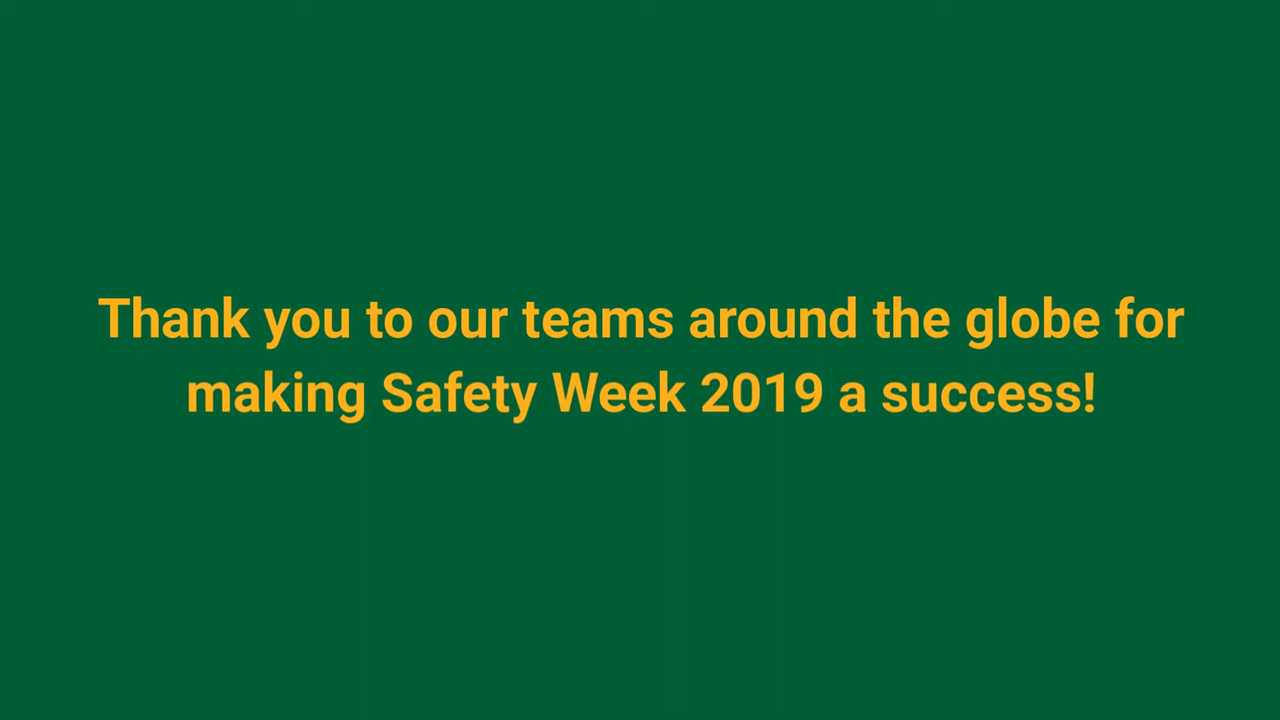 Thank you to our teams around the globe for
making Safety Week 2019 a success!